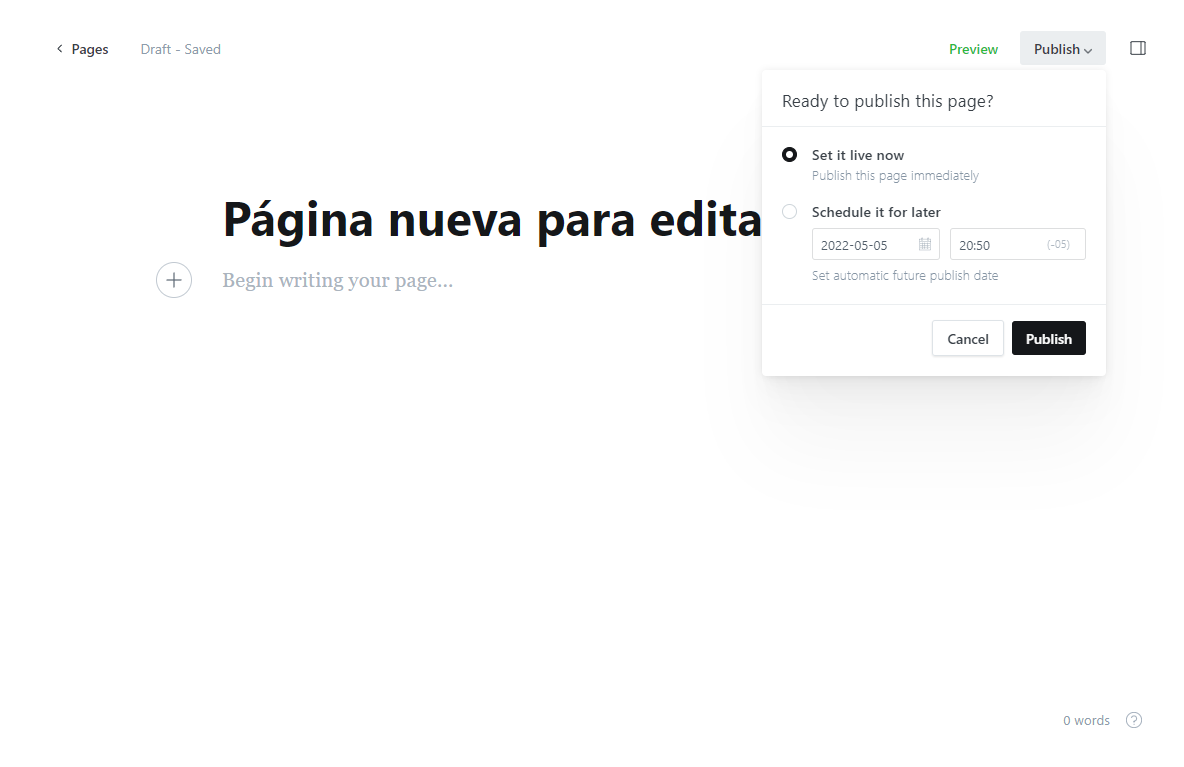 Pages
Draft - Saved
Preview
Publish
Ready to publish this page?
Set it live now
Publish this page immediately
Schedule it for later
2022-05-05
20:50
(-05)
Set automatic future publish date
Cancel
Publish
Página nueva para edita
Begin writing your page...
0 words
?